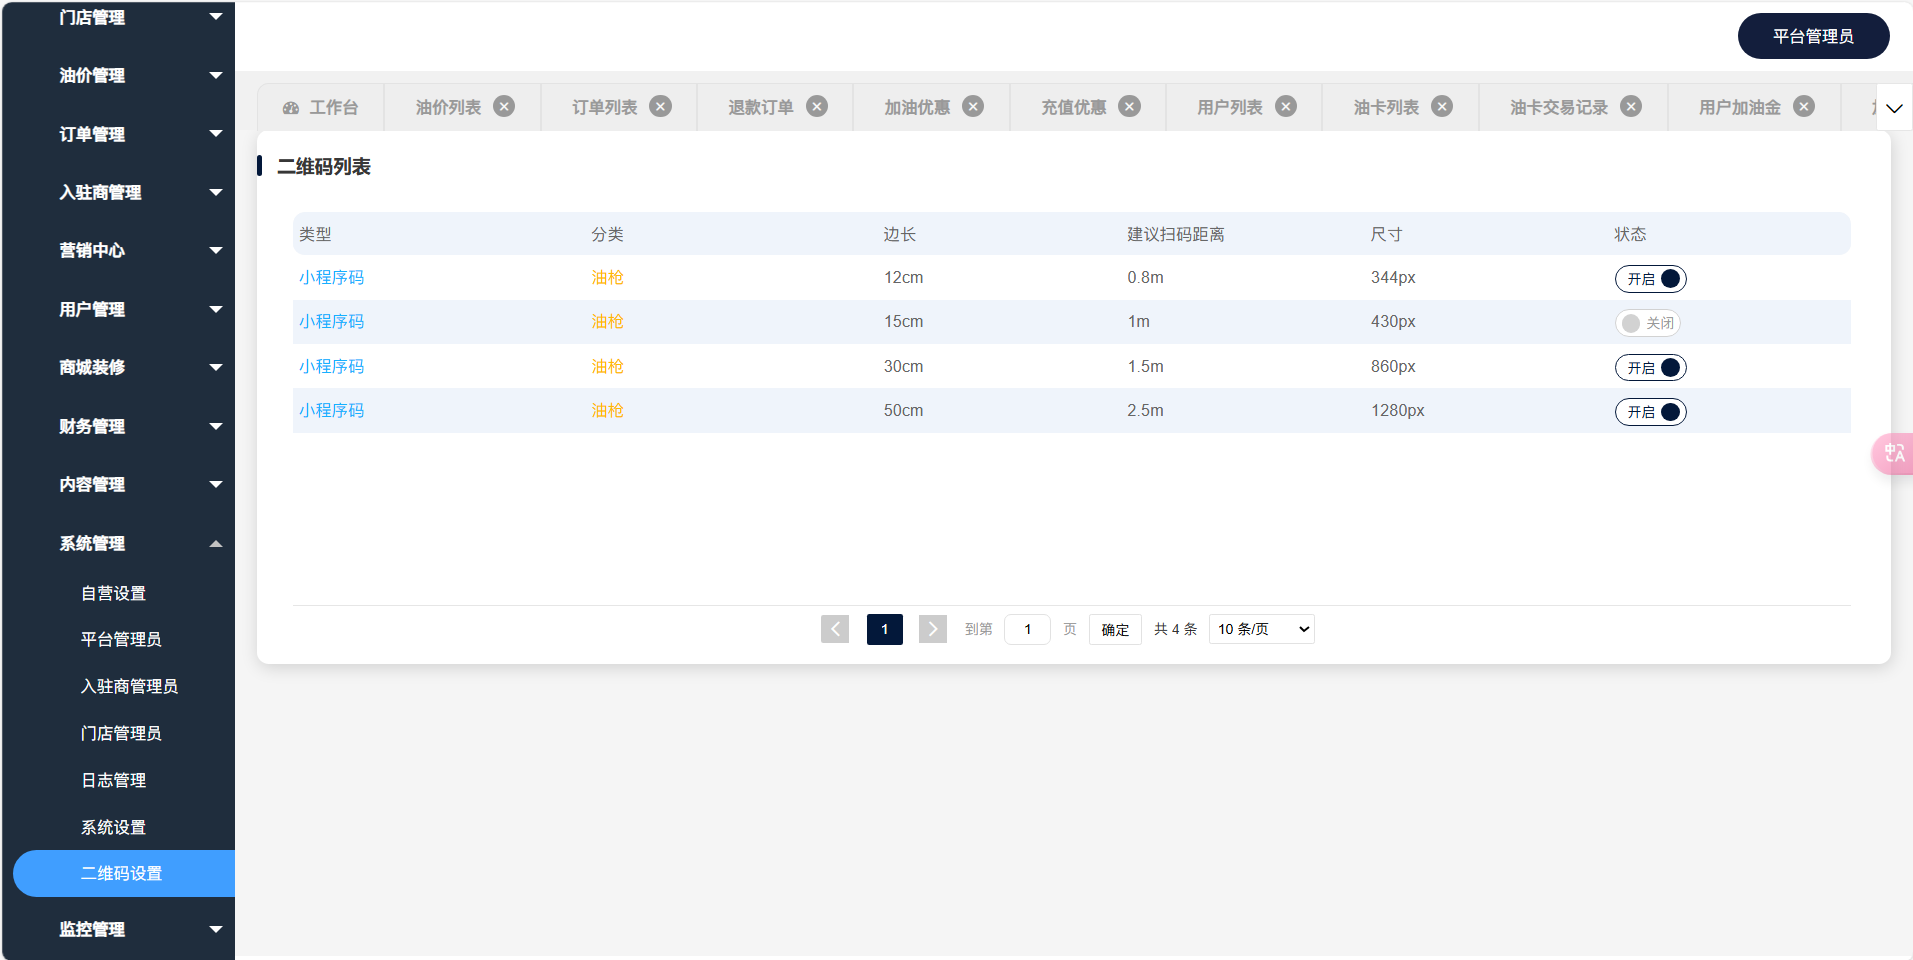 门店管理
油价管理
订单管理
入驻商管理
营销中心
用户管理
商城装修
财务管理
内容管理
系统管理
自营设置
平台管理员
入驻商管理员
门店管理员
日志管理
系统设置
二维码设置
监控管理
平台管理员
工作台 油价列表 订单列表 退款订单 加油优惠 充值优惠 用户列表 油卡列表 油卡交易记录 用户加油金
二维码列表
类型 分类 边长 建议扫码距离 尺寸 状态
小程序码 油枪 12cm 0.8m 344px 开启
小程序码 油枪 15cm 1m 430px 关闭
小程序码 油枪 30cm 1.5m 860px 开启
小程序码 油枪 50cm 2.5m 1280px 开启
1 到第 1 页 确定 共 4 条 10 条/页
中A